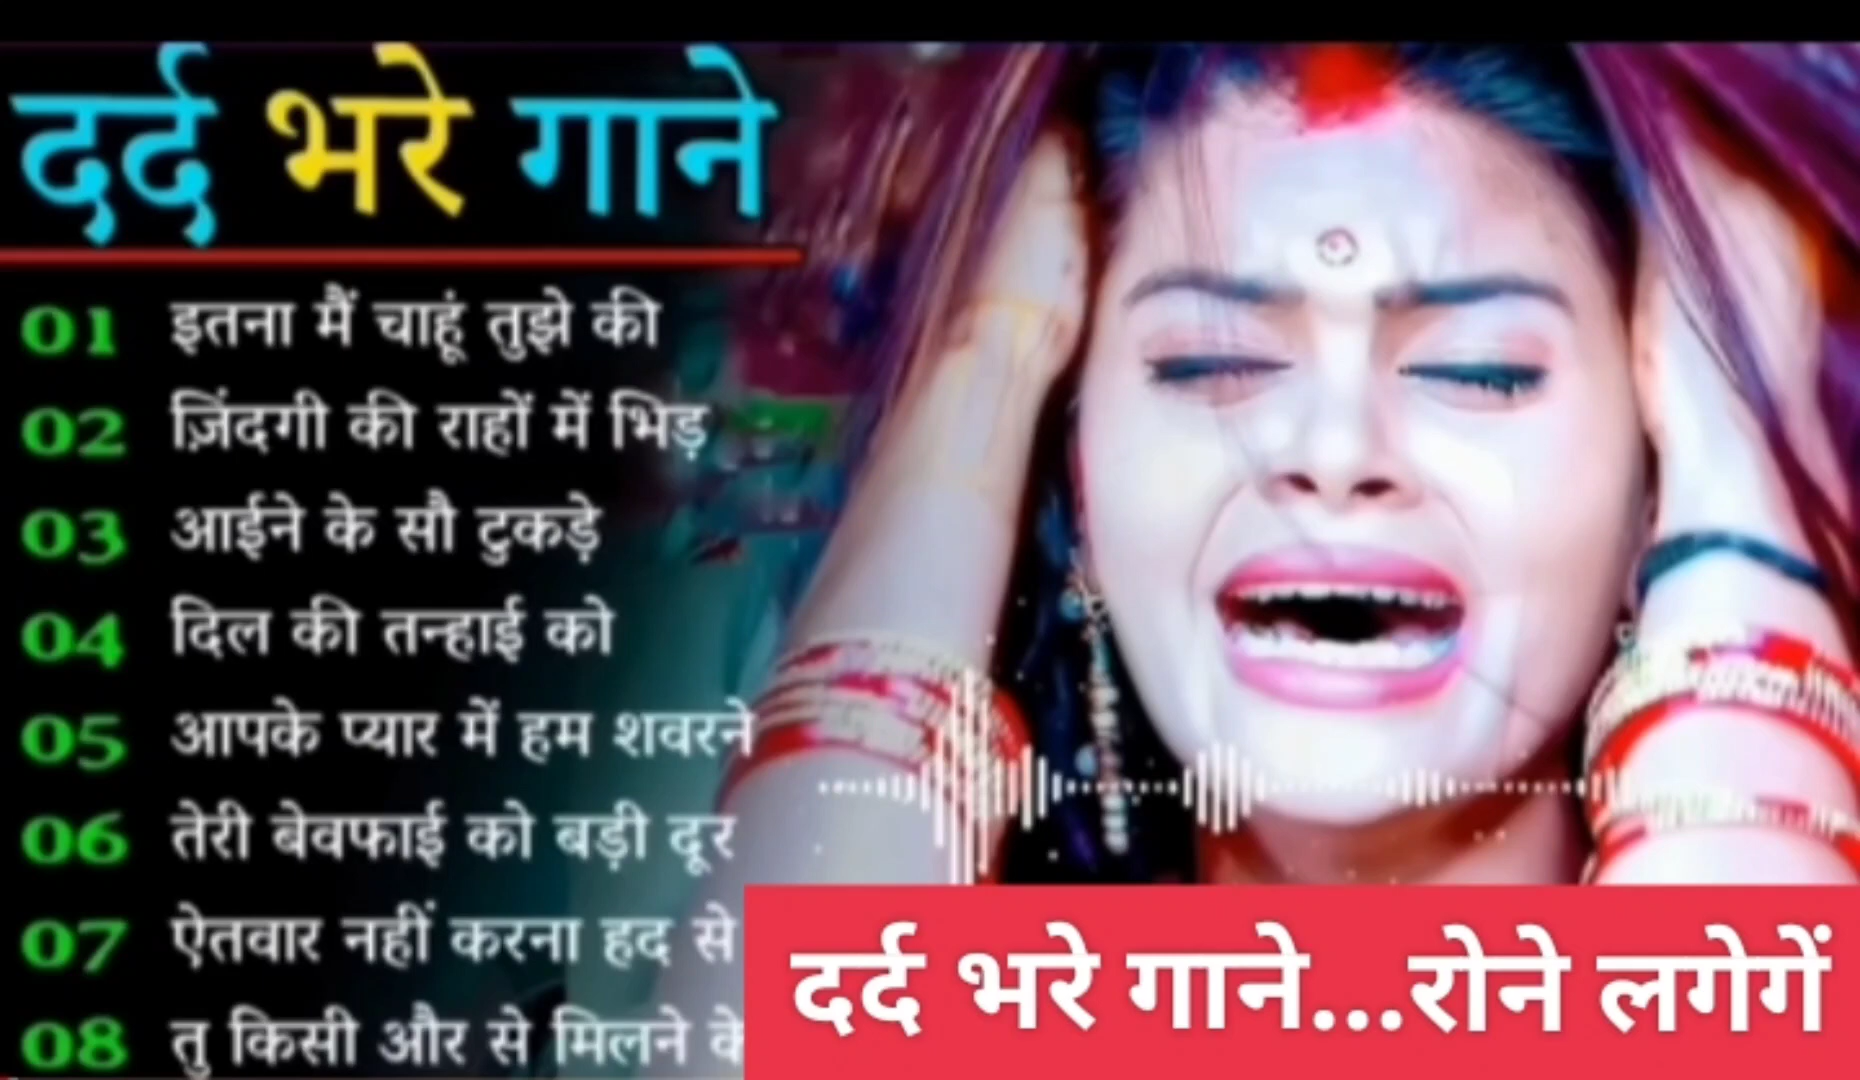 दर्द भरे गाने
01 इतना मैं चाहूं तुझे की
02 ज़िंदगी की राहों में भिड़
03 आईने के सौ टुकड़े
04 दिल की तन्हाई को
05 आपके प्यार में हम शवरने
06 तेरी बेवफाई को बड़ी दूर
07 ऐतवार नहीं करना हद से
08 तु किसी और से मिलने के
दर्द भरे गाने...रोने लगेगें